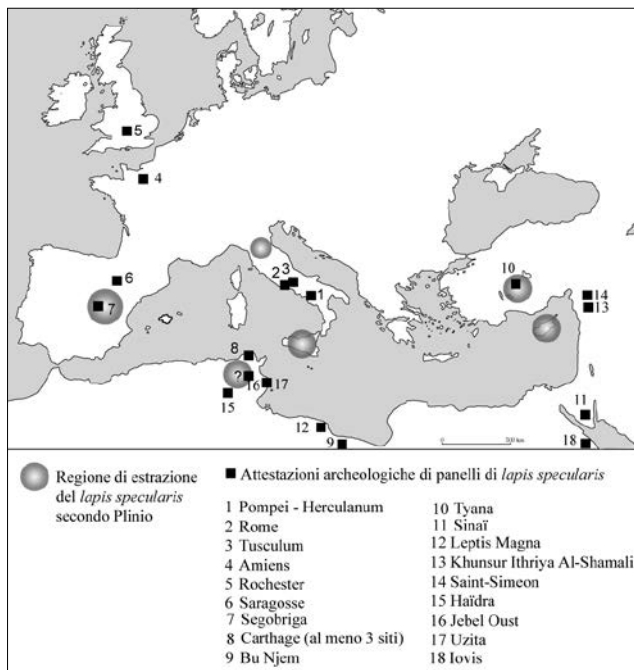 5
4
6
7
2 3
1
10
14
13
8
?
16
17
15
12
9
11
18
0 500 km
Regione di estrazione
del lapis specularis
secondo Plinio
Attestazioni archeologiche di panelli di lapis specularis
1 Pompei - Herculanum
2 Rome
3 Tusculum
4 Amiens
5 Rochester
6 Saragosse
7 Segobriga
8 Carthage (al meno 3 siti)
9 Bu Njem
10 Tyana
11 Sinaï
12 Leptis Magna
13 Khunsur Ithriya Al-Shamali
14 Saint-Simeon
15 Haïdra
16 Jebel Oust
17 Uzita
18 Iovis